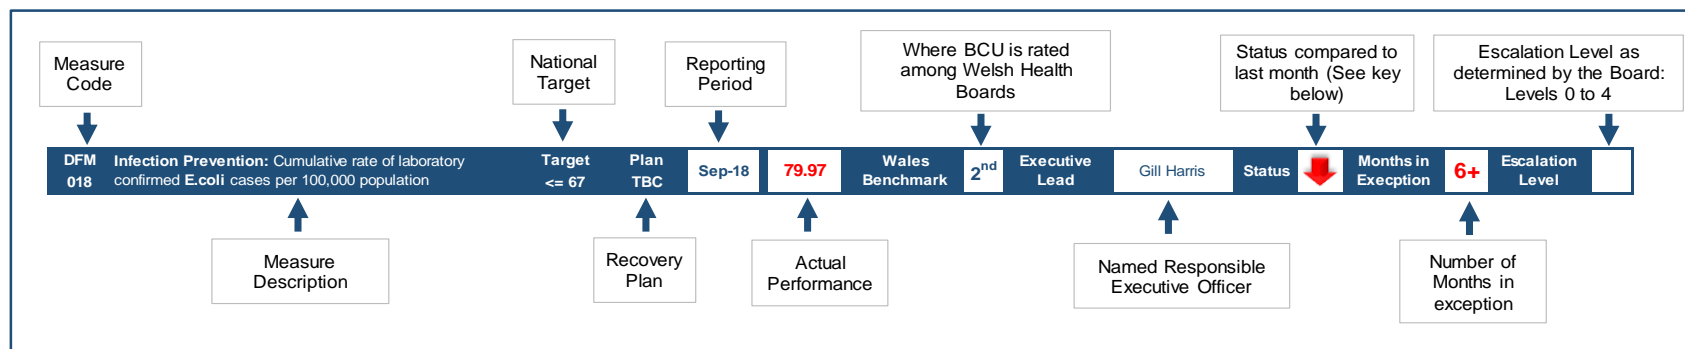 Measure
Code
National
Target
Reporting
Period
Where BCU is rated
among Welsh Health
Boards
Status compared to
last month (See key
below)
Escalation Level as
determined by the Board:
Levels 0 to 4
DFM
018
Infection Prevention: Cumulative rate of laboratory
confirmed E.coli cases per 100,000 population
Target
<= 67
Plan
TBC
Sep-18
79.97
Wales
Benchmark
2nd
Executive
Lead
Gill Harris
Status
Months in
Execption
6+
Escalation
Level
Measure
Description
Recovery
Plan
Actual
Performance
Named Responsible
Executive Officer
Number of
Months in
exception